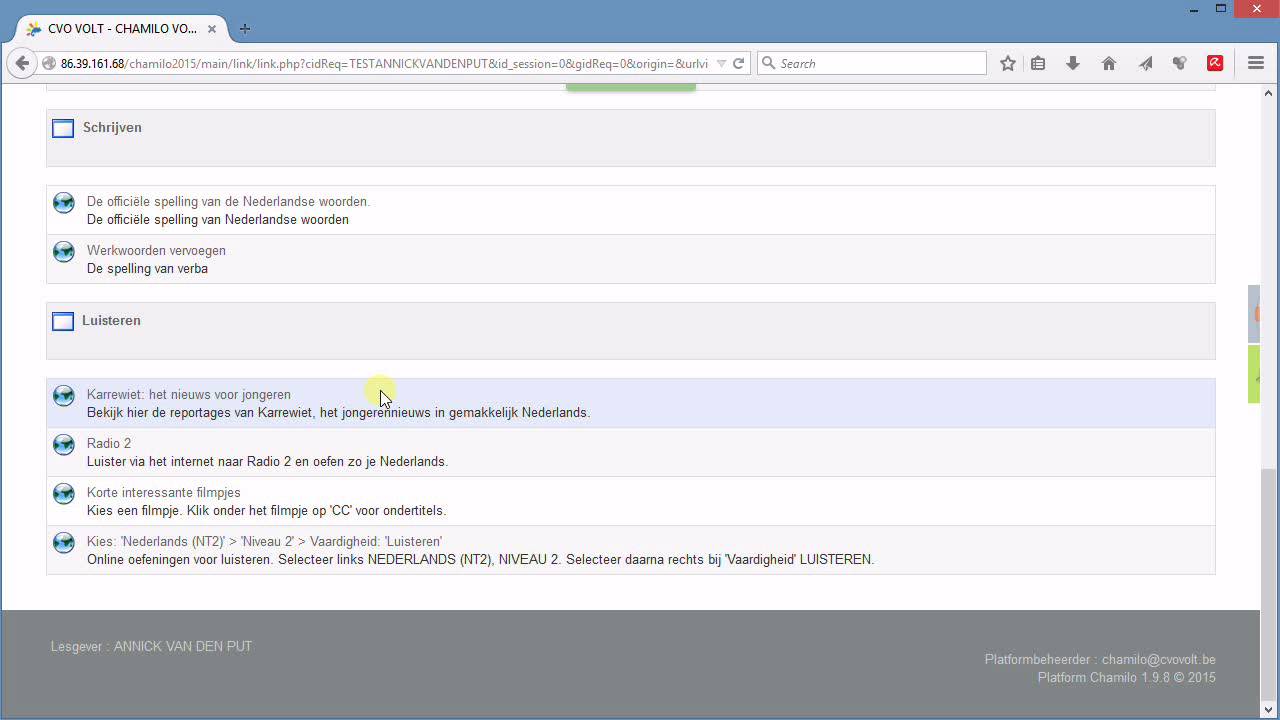 CVO VOLT - CHAMILO VO...
86.39.161.68/chamilo2015/main/link/link.php?cidReq=TESTANNICKVANDENPUT&id_session=0&gidReq=0&origin=&urlvi
Search
Schrijven
De officiële spelling van de Nederlandse woorden.
De officiële spelling van Nederlandse woorden
Werkwoorden vervoegen
De spelling van verba
Luisteren
Karrewiet: het nieuws voor jongeren
Bekijk hier de reportages van Karrewiet, het jongerennieuws in gemakkelijk Nederlands.
Radio 2
Luister via het internet naar Radio 2 en oefen zo je Nederlands.
Korte interessante filmpjes
Kies een filmpje. Klik onder het filmpje op 'CC' voor ondertitels.
Kies: 'Nederlands (NT2)' > 'Niveau 2' > Vaardigheid: 'Luisteren'
Online oefeningen voor luisteren. Selecteer links NEDERLANDS (NT2), NIVEAU 2. Selecteer daarna rechts bij 'Vaardigheid' LUISTEREN.
Lesgever : ANNICK VAN DEN PUT
Platformbeheerder : chamilo@cvovolt.be
Platform Chamilo 1.9.8 © 2015